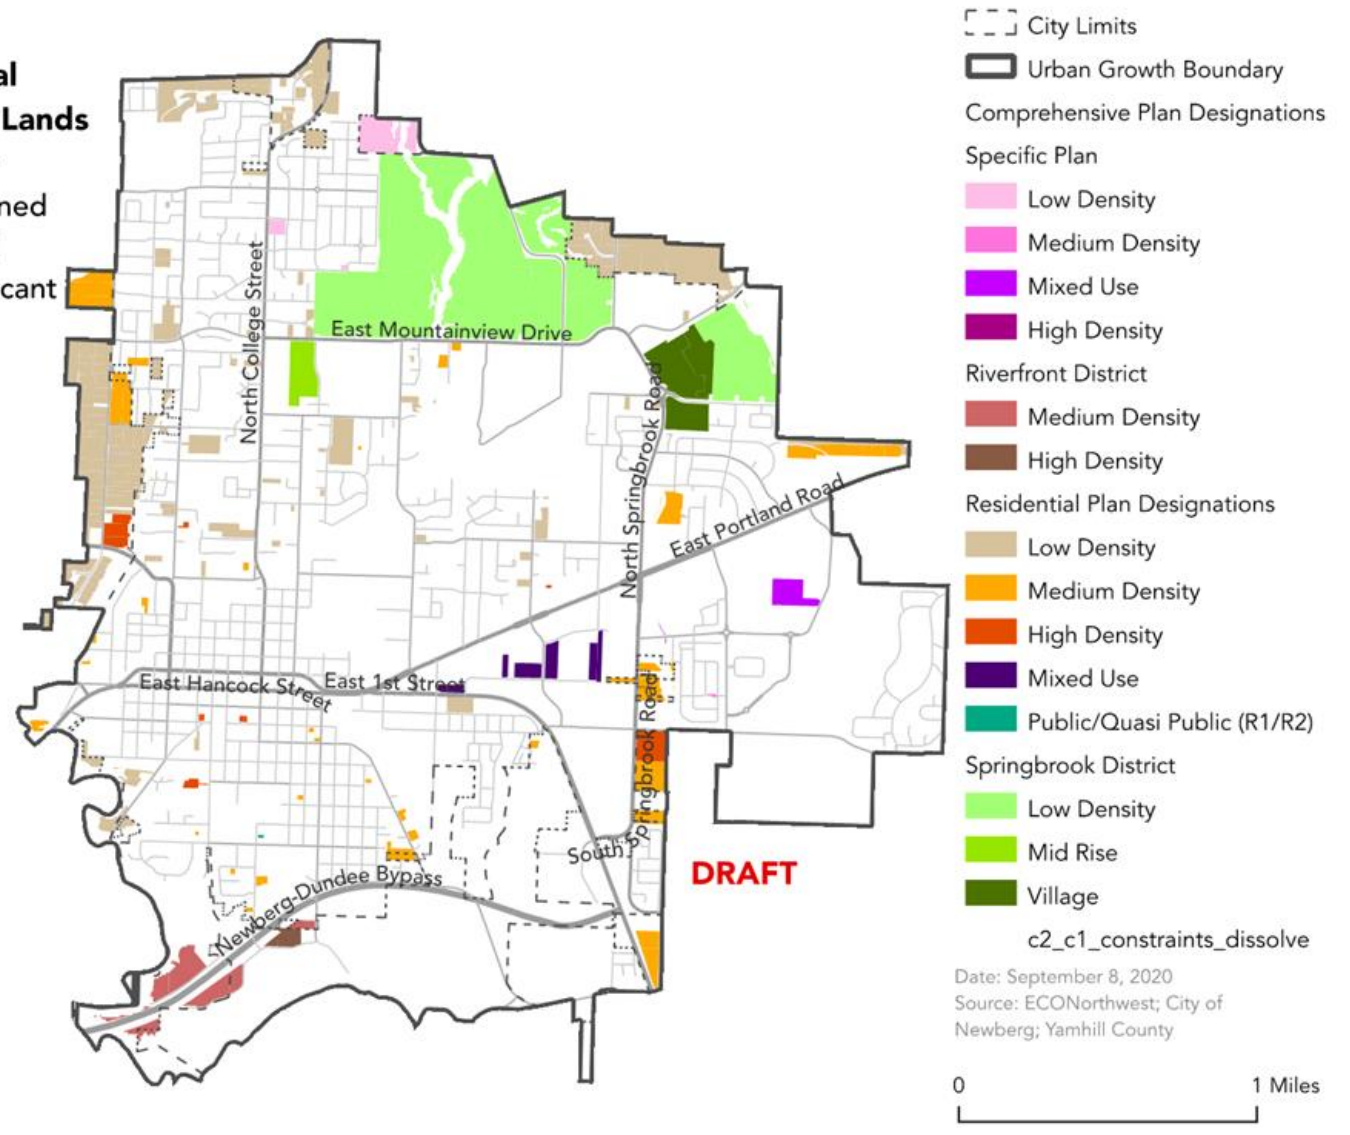 al
Lands
ned
cant
North College Street
East Mountainview Drive
North Springbrook Road
East Portland Road
East Hancock Street
East 1st Street
South Springbrook Road
Newberg-Dundee Bypass
DRAFT
City Limits
Urban Growth Boundary
Comprehensive Plan Designations
Specific Plan
Low Density
Medium Density
Mixed Use
High Density
Riverfront District
Medium Density
High Density
Residential Plan Designations
Low Density
Medium Density
High Density
Mixed Use
Public/Quasi Public (R1/R2)
Springbrook District
Low Density
Mid Rise
Village
c2_c1_constraints_dissolve
Date: September 8, 2020
Source: ECONorthwest; City of
Newberg; Yamhill County
0 1 Miles